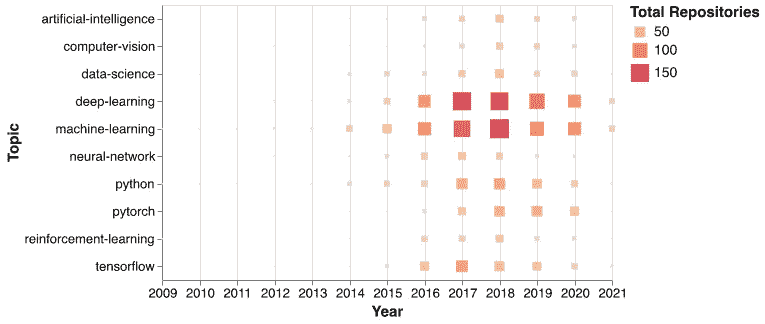 Total Repositories
50
100
150
Topic
artificial-intelligence
computer-vision
data-science
deep-learning
machine-learning
neural-network
python
pytorch
reinforcement-learning
tensorflow
2009 2010 2011 2012 2013 2014 2015 2016 2017 2018 2019 2020 2021
Year